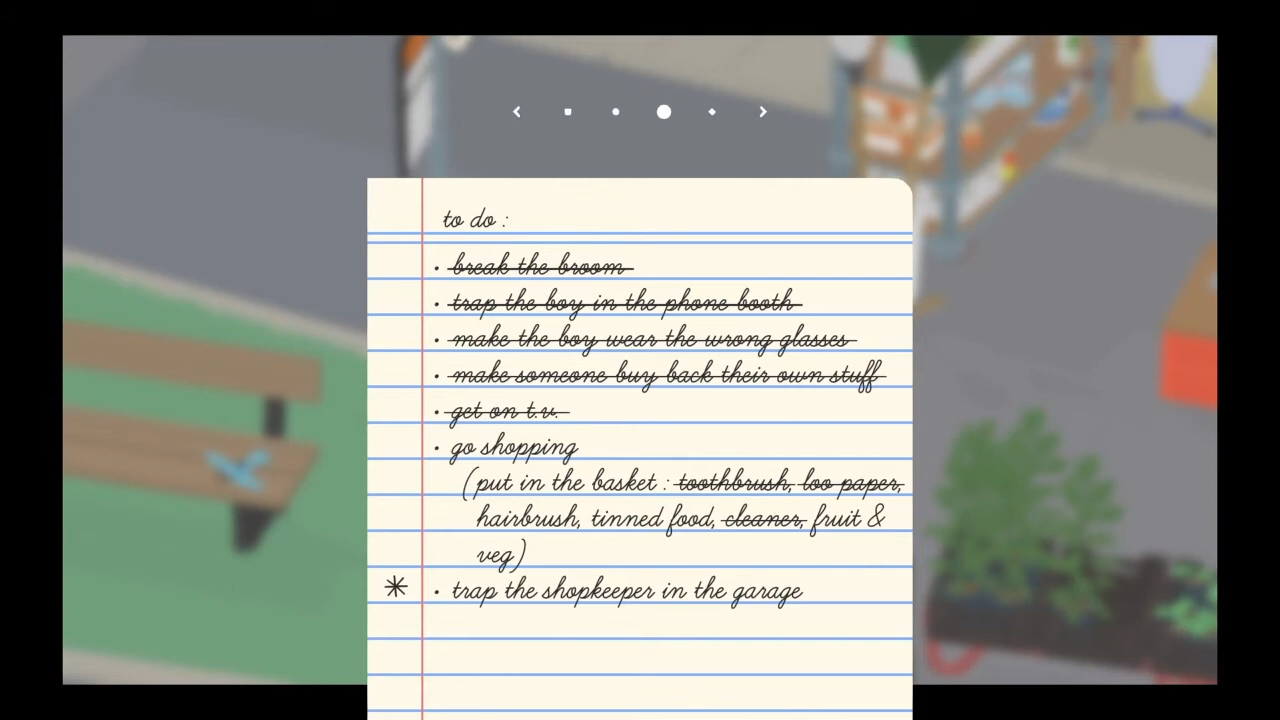 to do :
• break the broom
• trap the boy in the phone booth
• make the boy wear the wrong glasses
• make someone buy back their own stuff
• get on t.v.
• go shopping
(put in the basket : toothbrush, loo paper,
hairbrush, tinned food, cleaner, fruit &
veg)
* • trap the shopkeeper in the garage